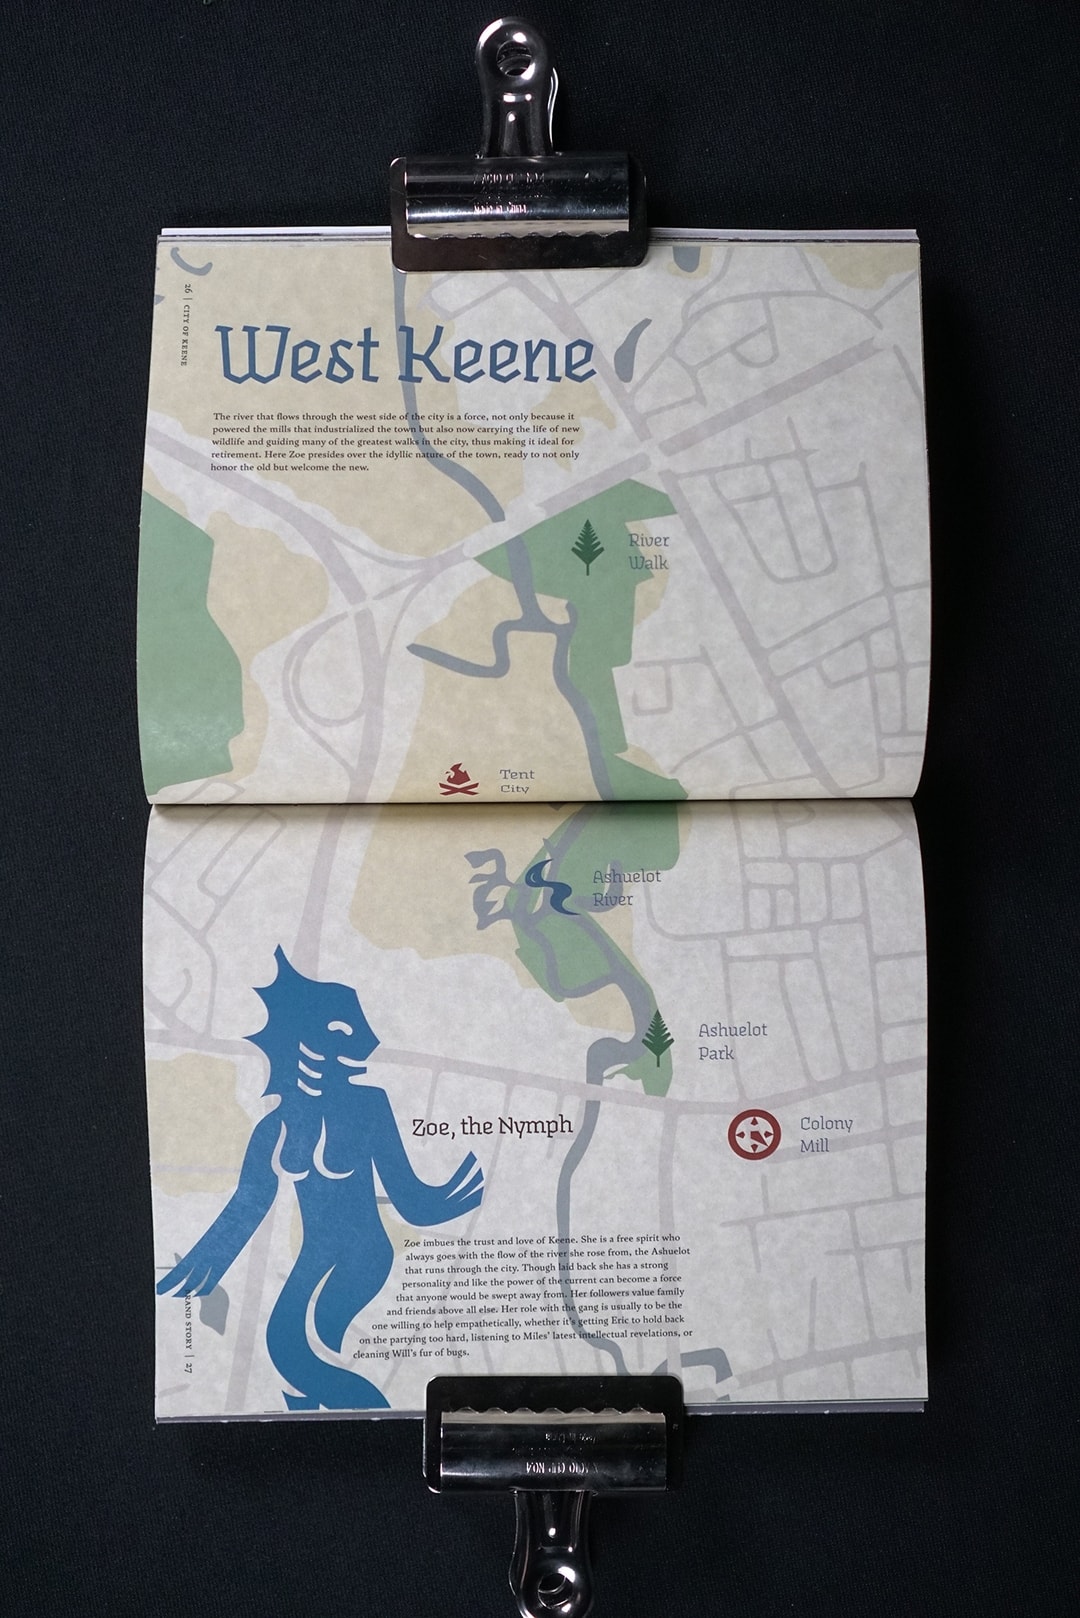 26 | CITY OF KEENE
West Keene
The river that flows through the west side of the city is a force, not only because it
powered the mills that industrialized the town but also now carrying the life of new
wildlife and guiding many of the greatest walks in the city, thus making it ideal for
retirement. Here Zoe presides over the idyllic nature of the town, ready to not only
honor the old but welcome the new.
River
Walk
Tent
City
Ashuelot
River
Ashuelot
Park
Colony
Mill
Zoe, the Nymph
Zoe imbues the trust and love of Keene. She is a free spirit who
always goes with the flow of the river she rose from, the Ashuelot
that runs through the city. Though laid back she has a strong
personality and like the power of the current can become a force
that anyone would be swept away from. Her followers value family
and friends above all else. Her role with the gang is usually to be the
one willing to help empathetically, whether it's getting Eric to hold back
on the partying too hard, listening to Miles' latest intellectual revelations, or
cleaning Will's fur of bugs.
BRAND STORY | 27